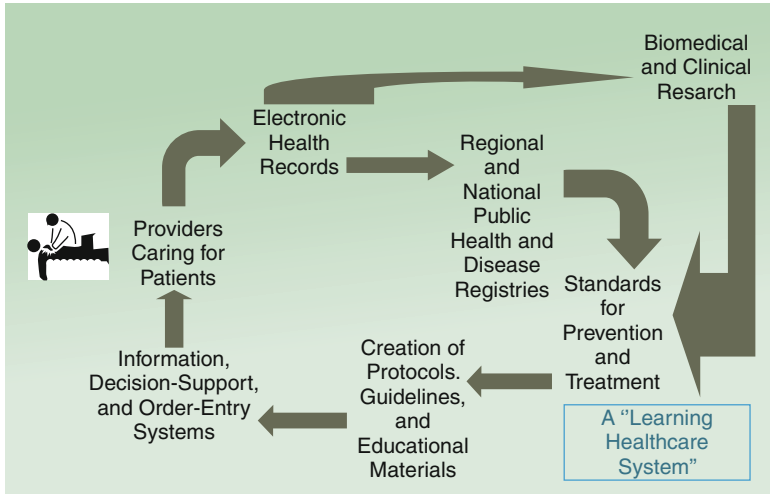 Biomedical
and Clinical
Resarch
Electronic
Health
Records
Regional
and
National
Public
Health and
Disease
Registries
Providers
Caring for
Patients
Standards
for
Prevention
and
Treatment
Information,
Decision-Support,
and Order-Entry
Systems
Creation of
Protocols.
Guidelines,
and
Educational
Materials
A ‘‘Learning
Healthcare
System”